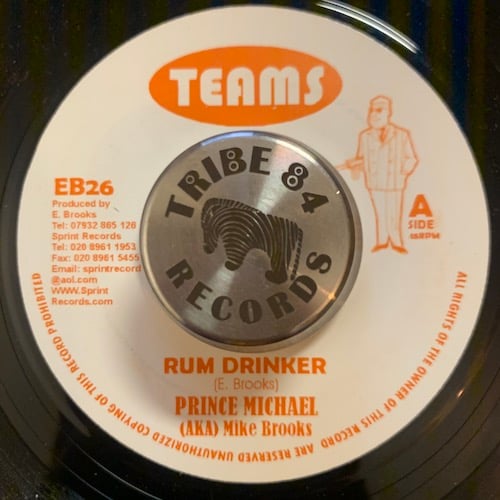 TEAMS
EB26
Produced by
E. Brooks
Tel: 07932 865 126
Sprint Records
Tel: 020 8961 1953
Fax: 020 8961 5455
Email: sprintrecord
@aol.com
WWW.Sprint
Records.com
A
SIDE
45RPM
TRIBE 84
RECORDS
RUM DRINKER
(E. Brooks)
PRINCE MICHAEL
(AKA) Mike Brooks
ALL RIGHTS OF THE OWNER OF THIS RECORD ARE RESERVED UNAUTHORIZED COPYING OF THIS RECORD PROHIBITED